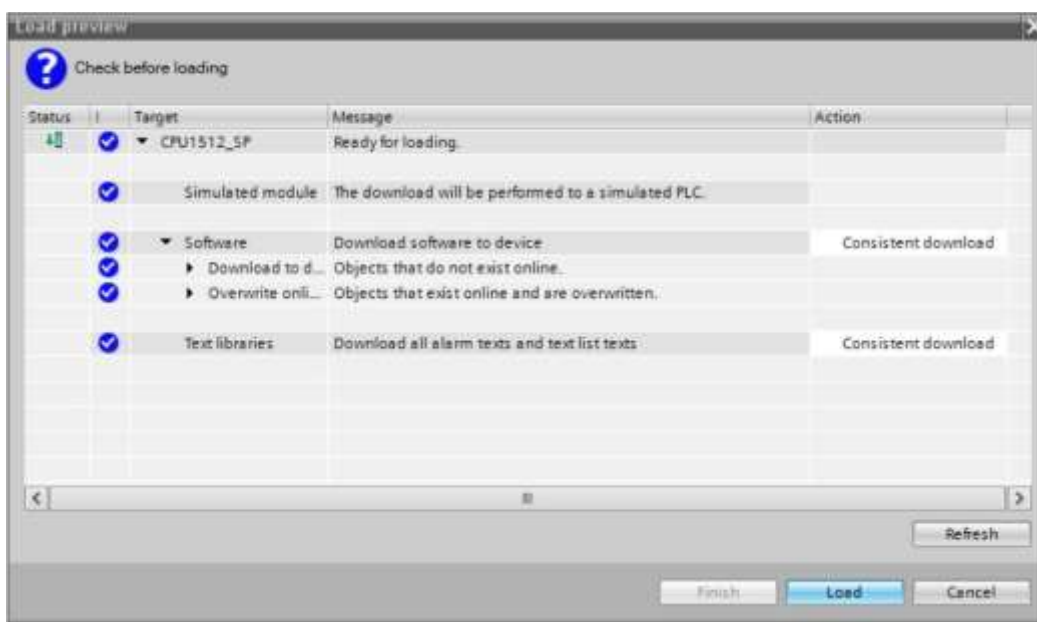 Load preview
Check before loading
Status ! Target Message Action
CPU1512_SP Ready for loading.
Simulated module The download will be performed to a simulated PLC.
Software Download software to device Consistent download
Download to d... Objects that do not exist online.
Overwrite onli... Objects that exist online and are overwritten.
Text libraries Download all alarm texts and text list texts Consistent download
Refresh
Finish Load Cancel